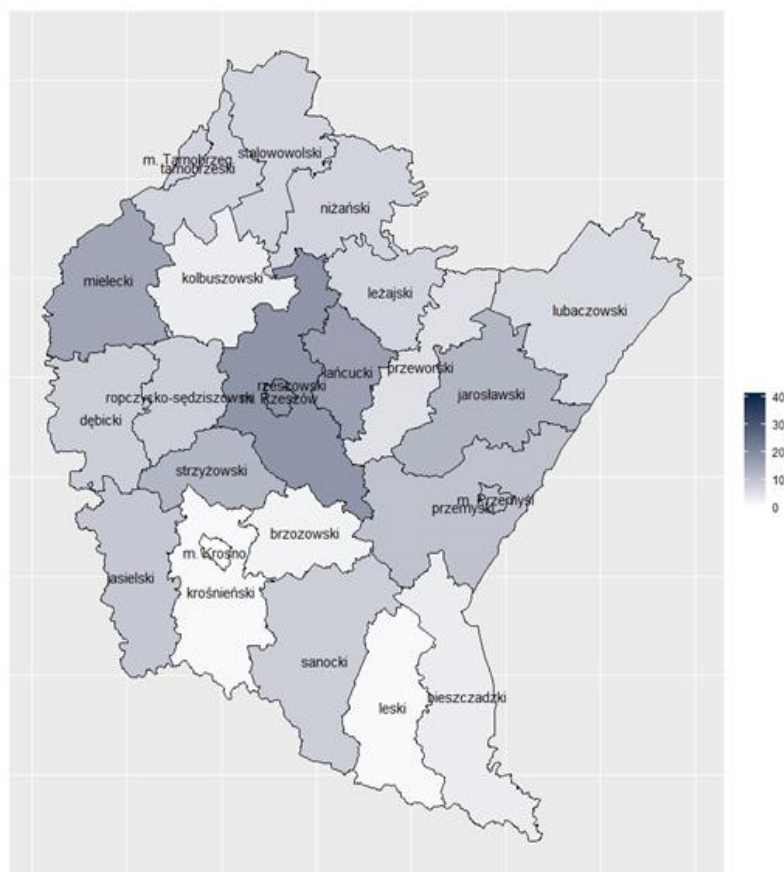 m. Tarnobrzeg
tarnobrzeski
stalowowolski
niżański
mielecki
kolbuszowski
leżajski
lubaczowski
przeworski
łańcucki
rzeszowski
m. Rzeszów
ropczycko-sędziszowski
jarosławski
dębicki
strzyżowski
m. Przemyśl
przemyski
brzozowski
m. Krosno
jasielski
krośnieński
sanocki
bieszczadzki
leski
40
30
20
10
0